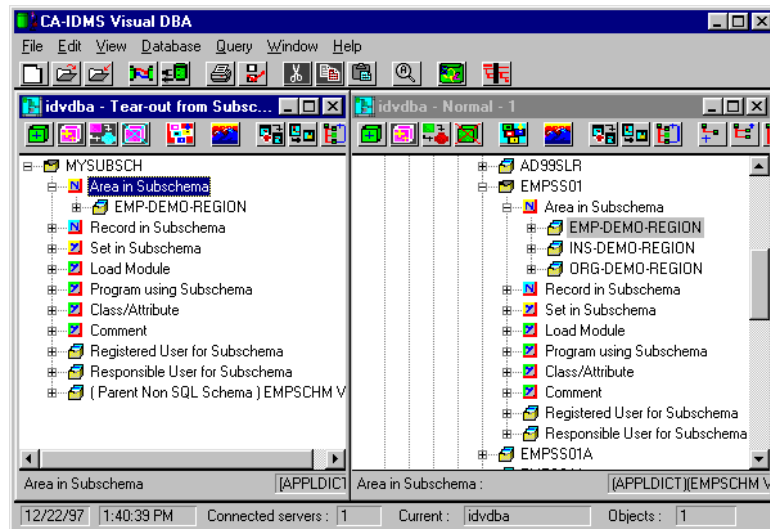 CA-IDMS Visual DBA
File Edit View Database Query Window Help
idvdba - Tear-out from Subsc...
MYSUBSCH
Area in Subschema
EMP-DEMO-REGION
Record in Subschema
Set in Subschema
Load Module
Program using Subschema
Class/Attribute
Comment
Registered User for Subschema
Responsible User for Subschema
( Parent Non SQL Schema ) EMPSCHM V
Area in Subschema [APPLDICT
idvdba - Normal - 1
AD99SLR
EMPSS01
Area in Subschema
EMP-DEMO-REGION
INS-DEMO-REGION
ORG-DEMO-REGION
Record in Subschema
Set in Subschema
Load Module
Program using Subschema
Class/Attribute
Comment
Registered User for Subschema
Responsible User for Subschema
EMPSS01A
Area in Subschema : [APPLDICT][EMPSCHM V
12/22/97 1:40:39 PM Connected servers : 1 Current : idvdba Objects : 1